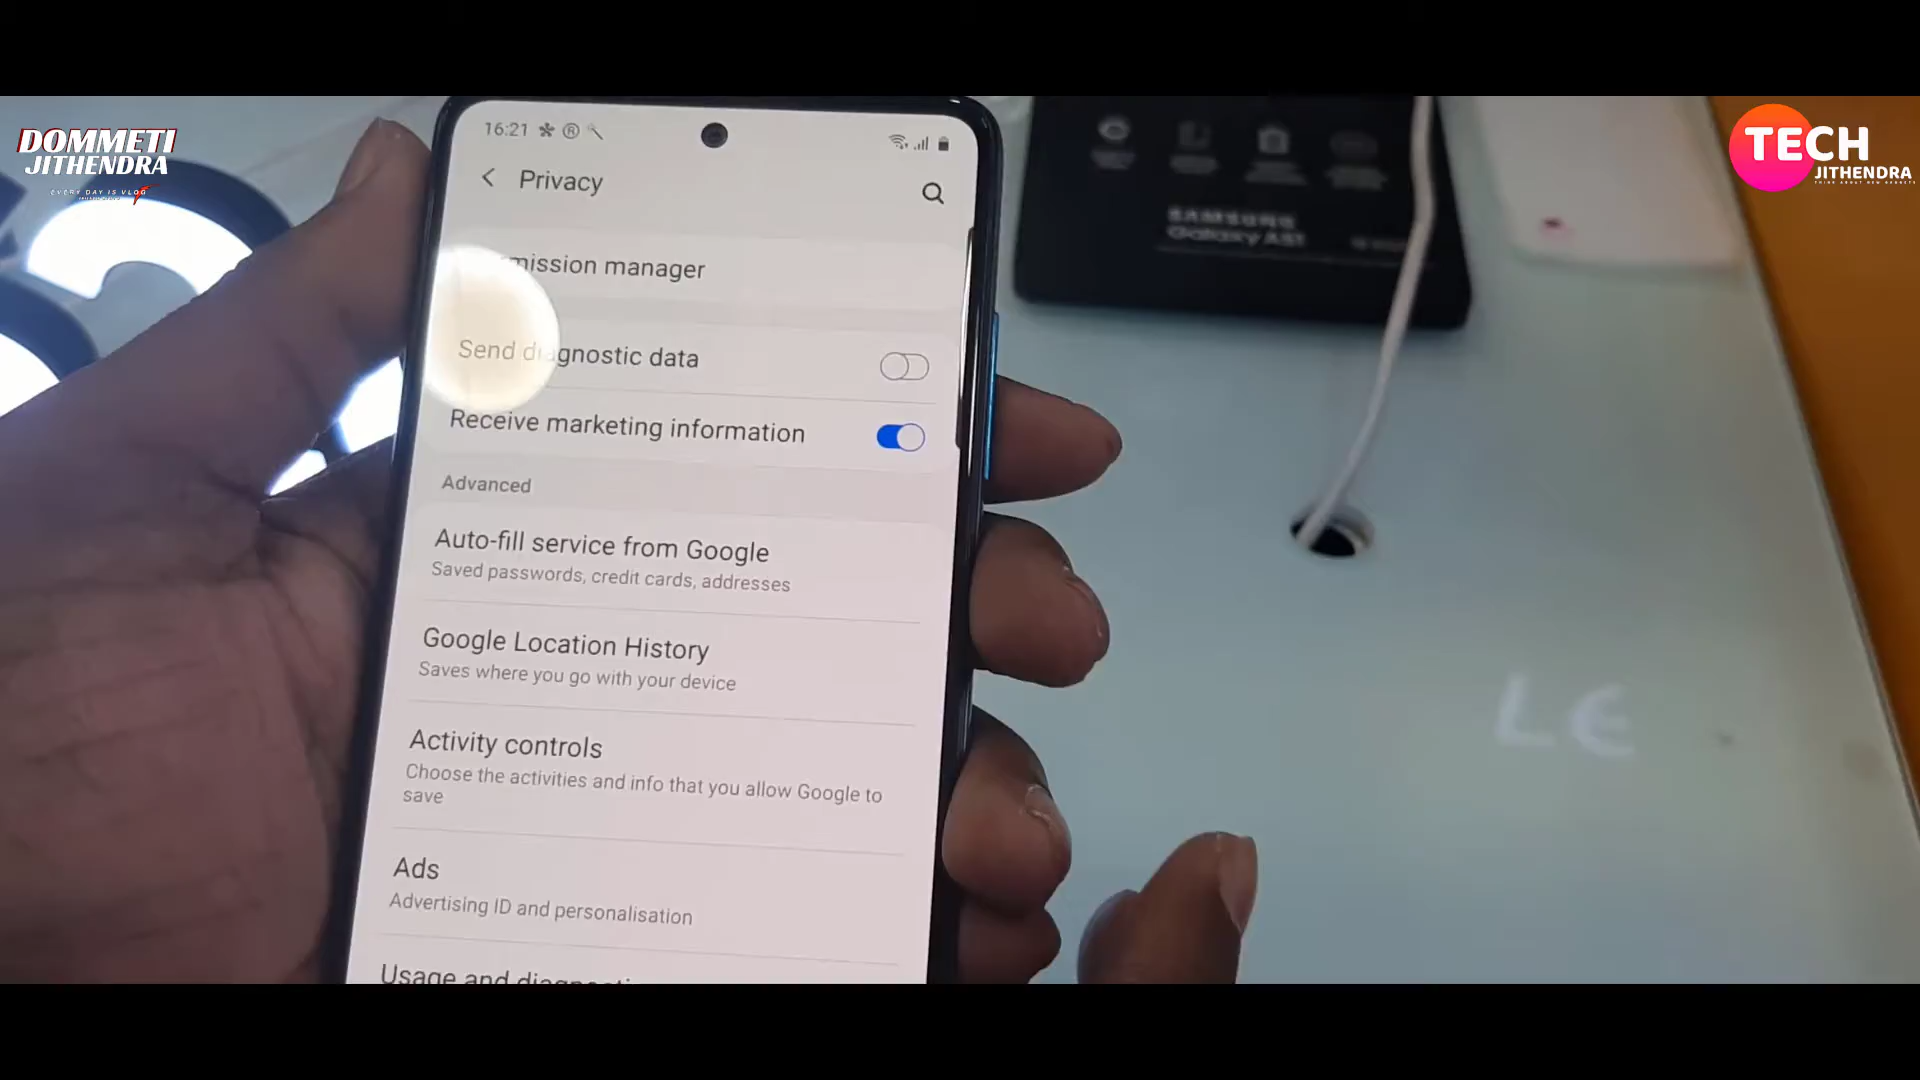 DOMMETI
JITHENDRA
EVERY DAY IS VLOG
TECH
JITHENDRA
16:21
Privacy
mission manager
Send diagnostic data
Receive marketing information
Advanced
Auto-fill service from Google
Saved passwords, credit cards, addresses
Google Location History
Saves where you go with your device
Activity controls
Choose the activities and info that you allow Google to
save
Ads
Advertising ID and personalisation
Usage and
SAMSUNG
Galaxy A51